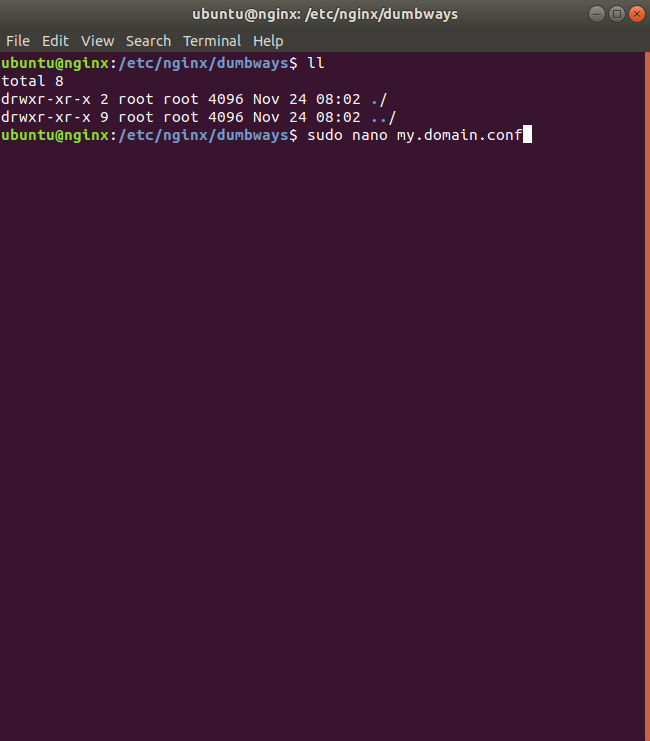 ubuntu@nginx: /etc/nginx/dumbways
File Edit View Search Terminal Help
ubuntu@nginx:/etc/nginx/dumbways$ ll
total 8
drwxr-xr-x 2 root root 4096 Nov 24 08:02 ./
drwxr-xr-x 9 root root 4096 Nov 24 08:02 ../
ubuntu@nginx:/etc/nginx/dumbways$ sudo nano my.domain.conf